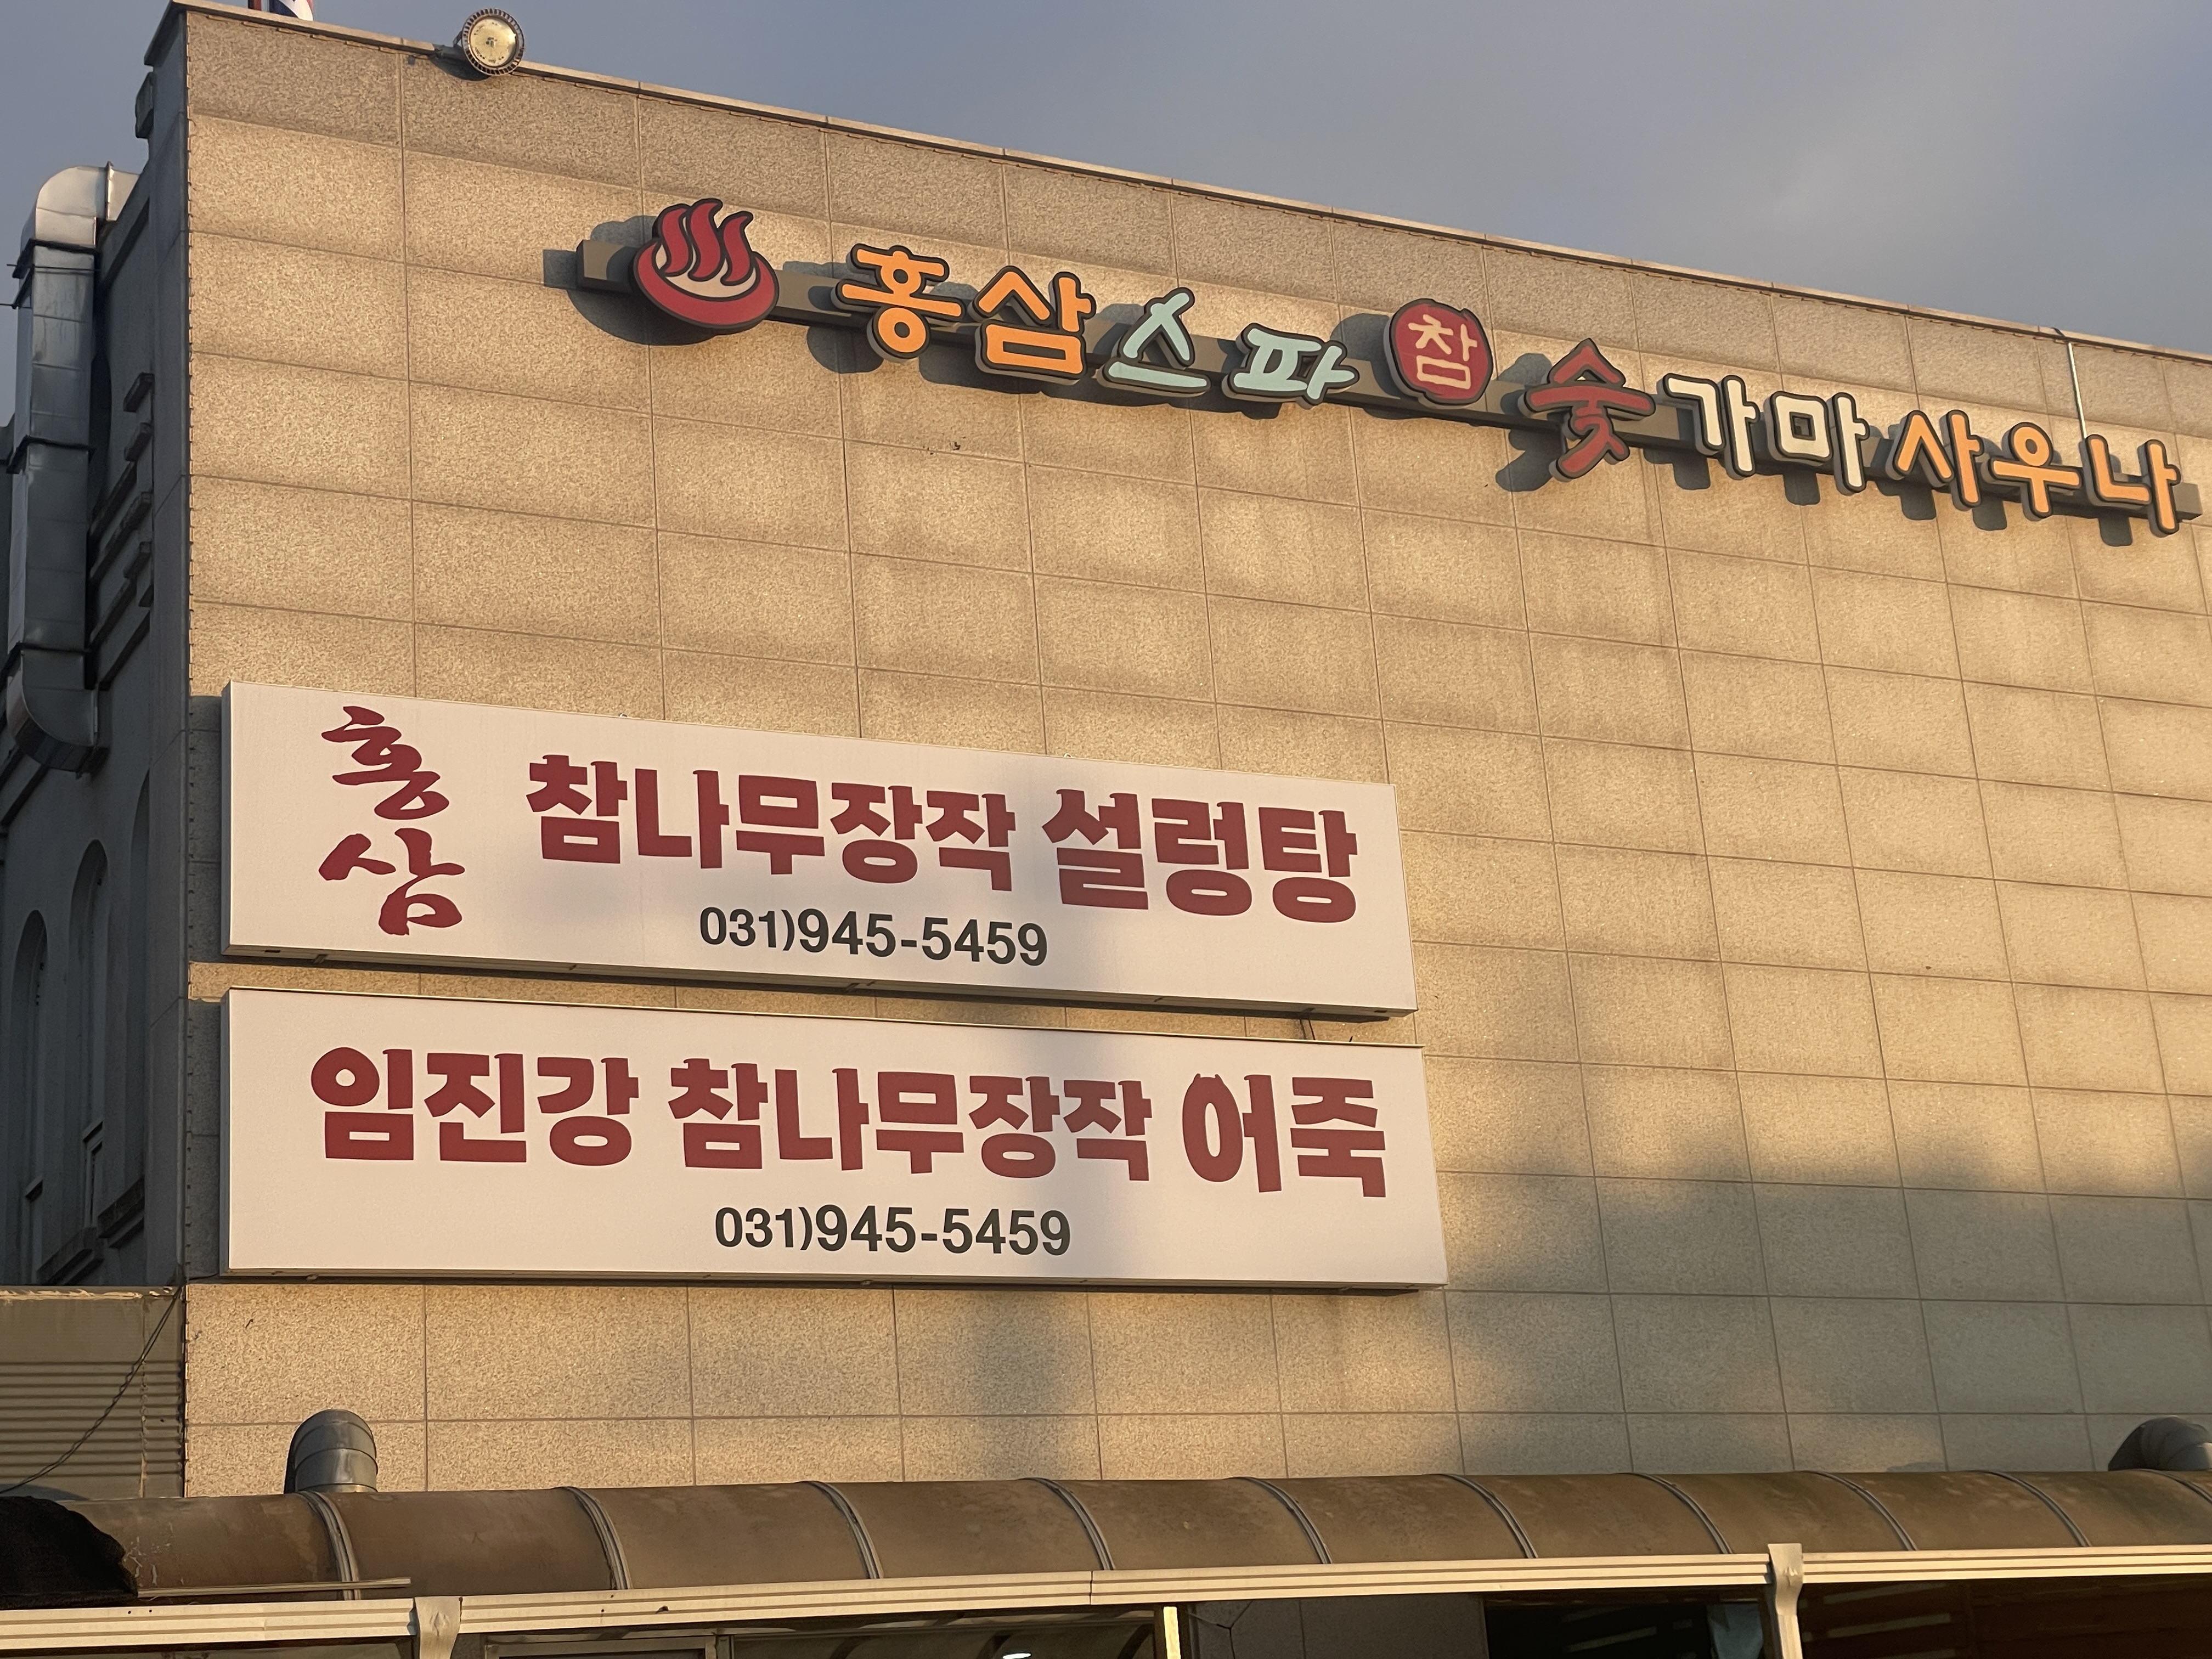 홍삼스파 참숯가마사우나
홍삼 참나무장작 설렁탕
031)945-5459
임진강 참나무장작 어죽
031)945-5459